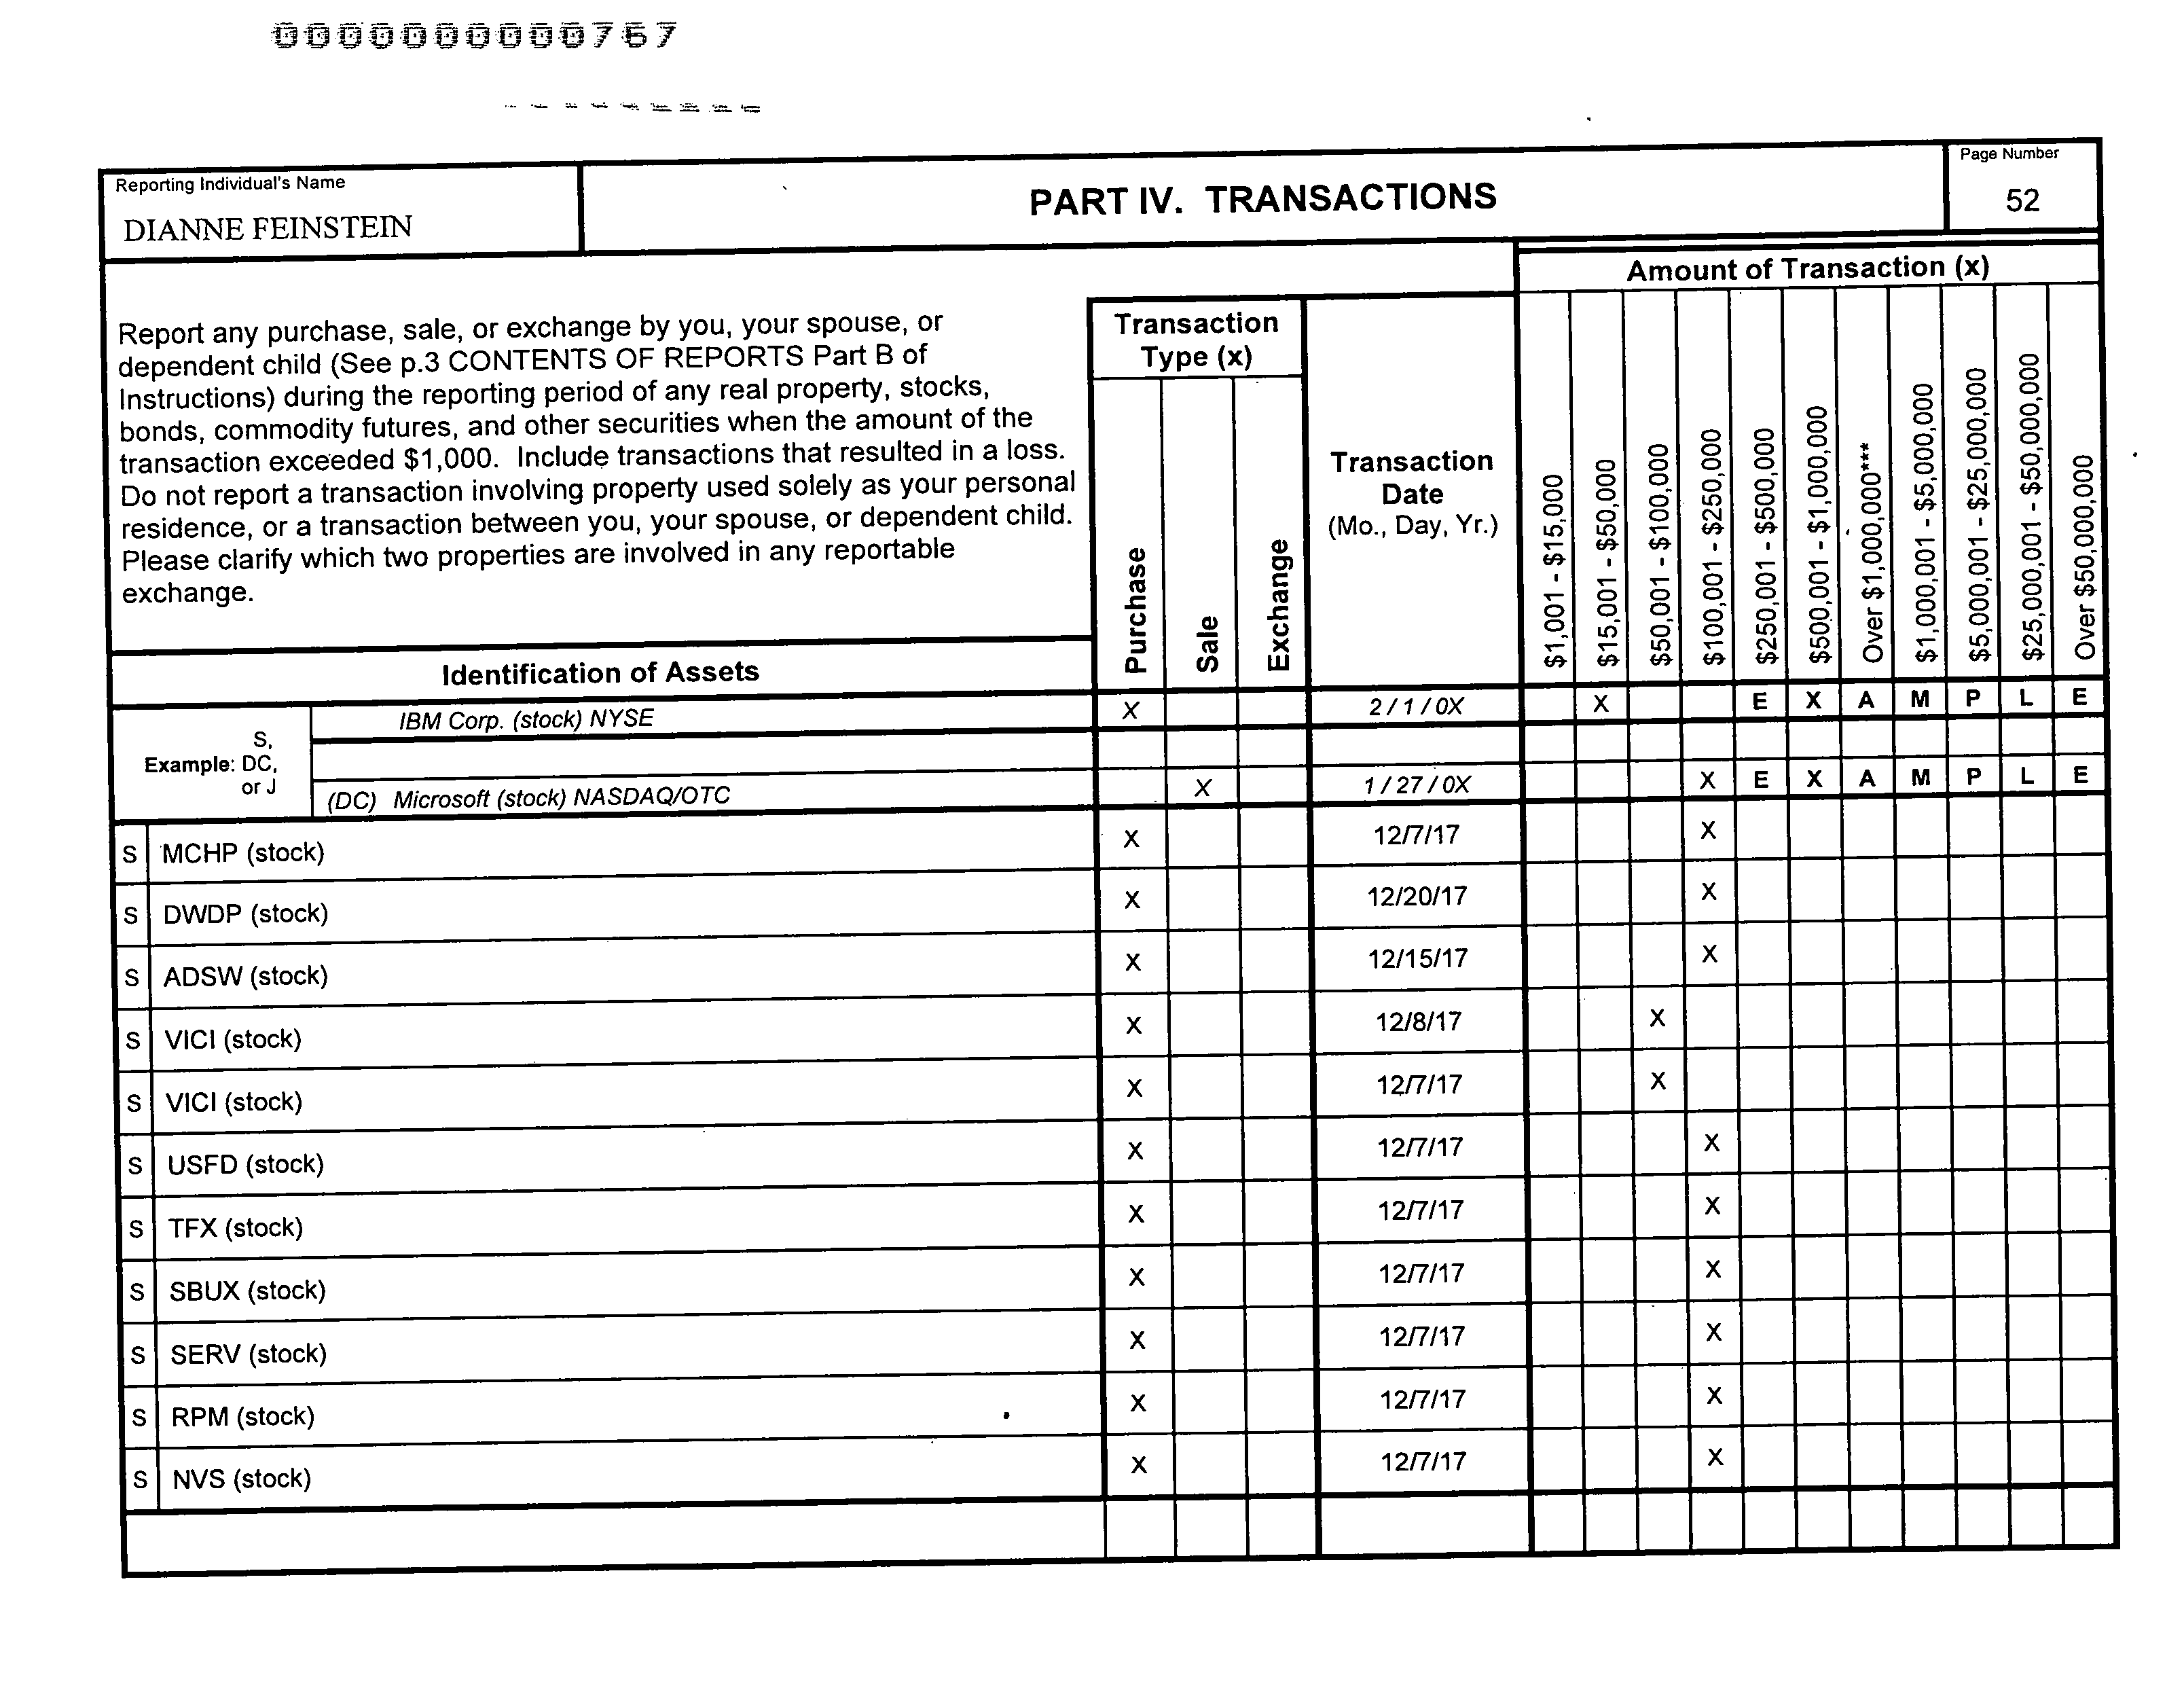 0000000000767
Reporting Individual's Name
DIANNE FEINSTEIN
PART IV. TRANSACTIONS
Page Number
52
Amount of Transaction (x)
Report any purchase, sale, or exchange by you, your spouse, or
dependent child (See p.3 CONTENTS OF REPORTS Part B of
Instructions) during the reporting period of any real property, stocks,
bonds, commodity futures, and other securities when the amount of the
transaction exceeded $1,000. Include transactions that resulted in a loss.
Do not report a transaction involving property used solely as your personal
residence, or a transaction between you, your spouse, or dependent child.
Please clarify which two properties are involved in any reportable
exchange.
Transaction
Type (x)
Purchase
Sale
Exchange
Transaction
Date
(Mo., Day, Yr.)
$1,001 - $15,000
$15,001 - $50,000
$50,001 - $100,000
$100,001 - $250,000
$250,001 - $500,000
$500,001 - $1,000,000
Over $1,000,000***
$1,000,001 - $5,000,000
$5,000,001 - $25,000,000
$25,000,001 - $50,000,000
Over $50,000,000
Identification of Assets
Example: S, DC, or J
IBM Corp. (stock) NYSE X 2 / 1 / 0X X E X A M P L E
(DC) Microsoft (stock) NASDAQ/OTC X 1 / 27 / 0X X E X A M P L E
S MCHP (stock) X 12/7/17 X
S DWDP (stock) X 12/20/17 X
S ADSW (stock) X 12/15/17 X
S VICI (stock) X 12/8/17 X
S VICI (stock) X 12/7/17 X
S USFD (stock) X 12/7/17 X
S TFX (stock) X 12/7/17 X
S SBUX (stock) X 12/7/17 X
S SERV (stock) X 12/7/17 X
S RPM (stock) X 12/7/17 X
S NVS (stock) X 12/7/17 X